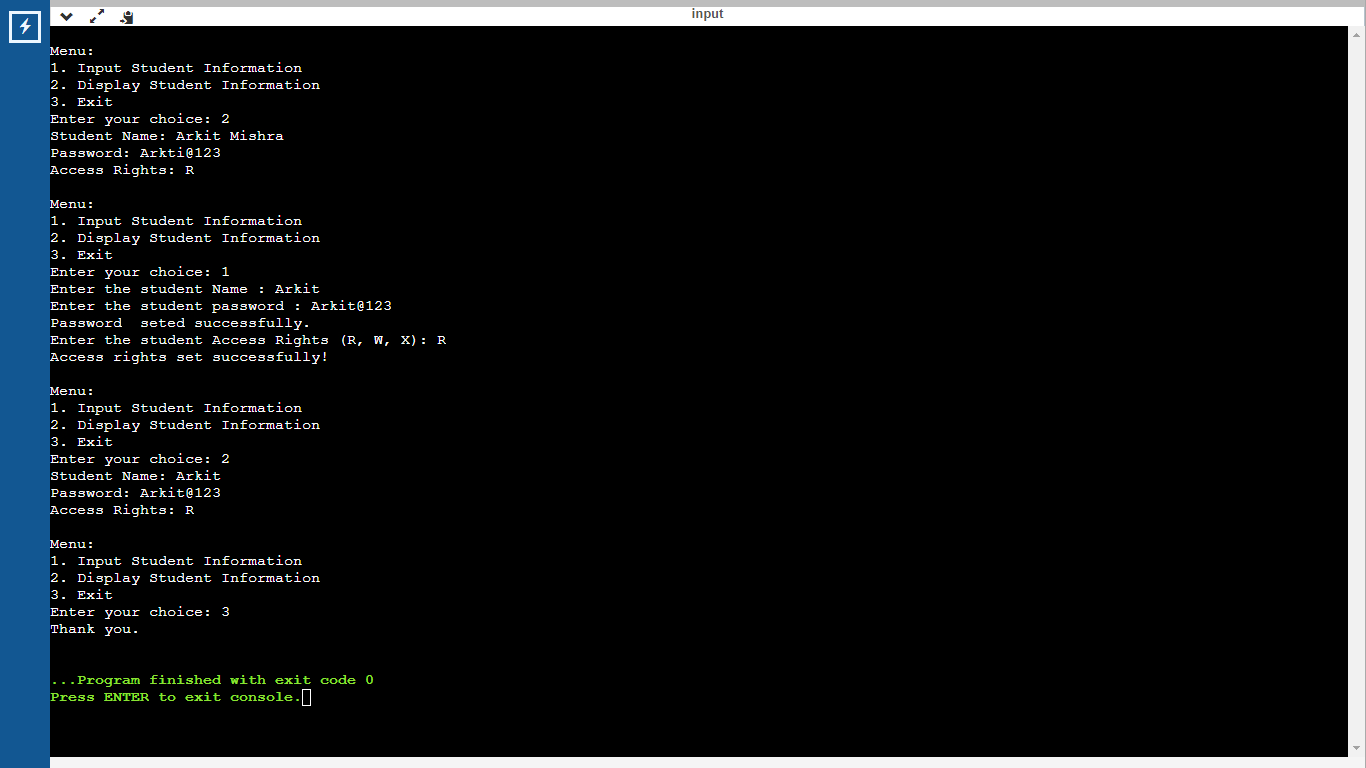 input
Menu:
1. Input Student Information
2. Display Student Information
3. Exit
Enter your choice: 2
Student Name: Arkit Mishra
Password: Arkti@123
Access Rights: R
Menu:
1. Input Student Information
2. Display Student Information
3. Exit
Enter your choice: 1
Enter the student Name : Arkit
Enter the student password : Arkit@123
Password  seted successfully.
Enter the student Access Rights (R, W, X): R
Access rights set successfully!
Menu:
1. Input Student Information
2. Display Student Information
3. Exit
Enter your choice: 2
Student Name: Arkit
Password: Arkit@123
Access Rights: R
Menu:
1. Input Student Information
2. Display Student Information
3. Exit
Enter your choice: 3
Thank you.
...Program finished with exit code 0
Press ENTER to exit console.